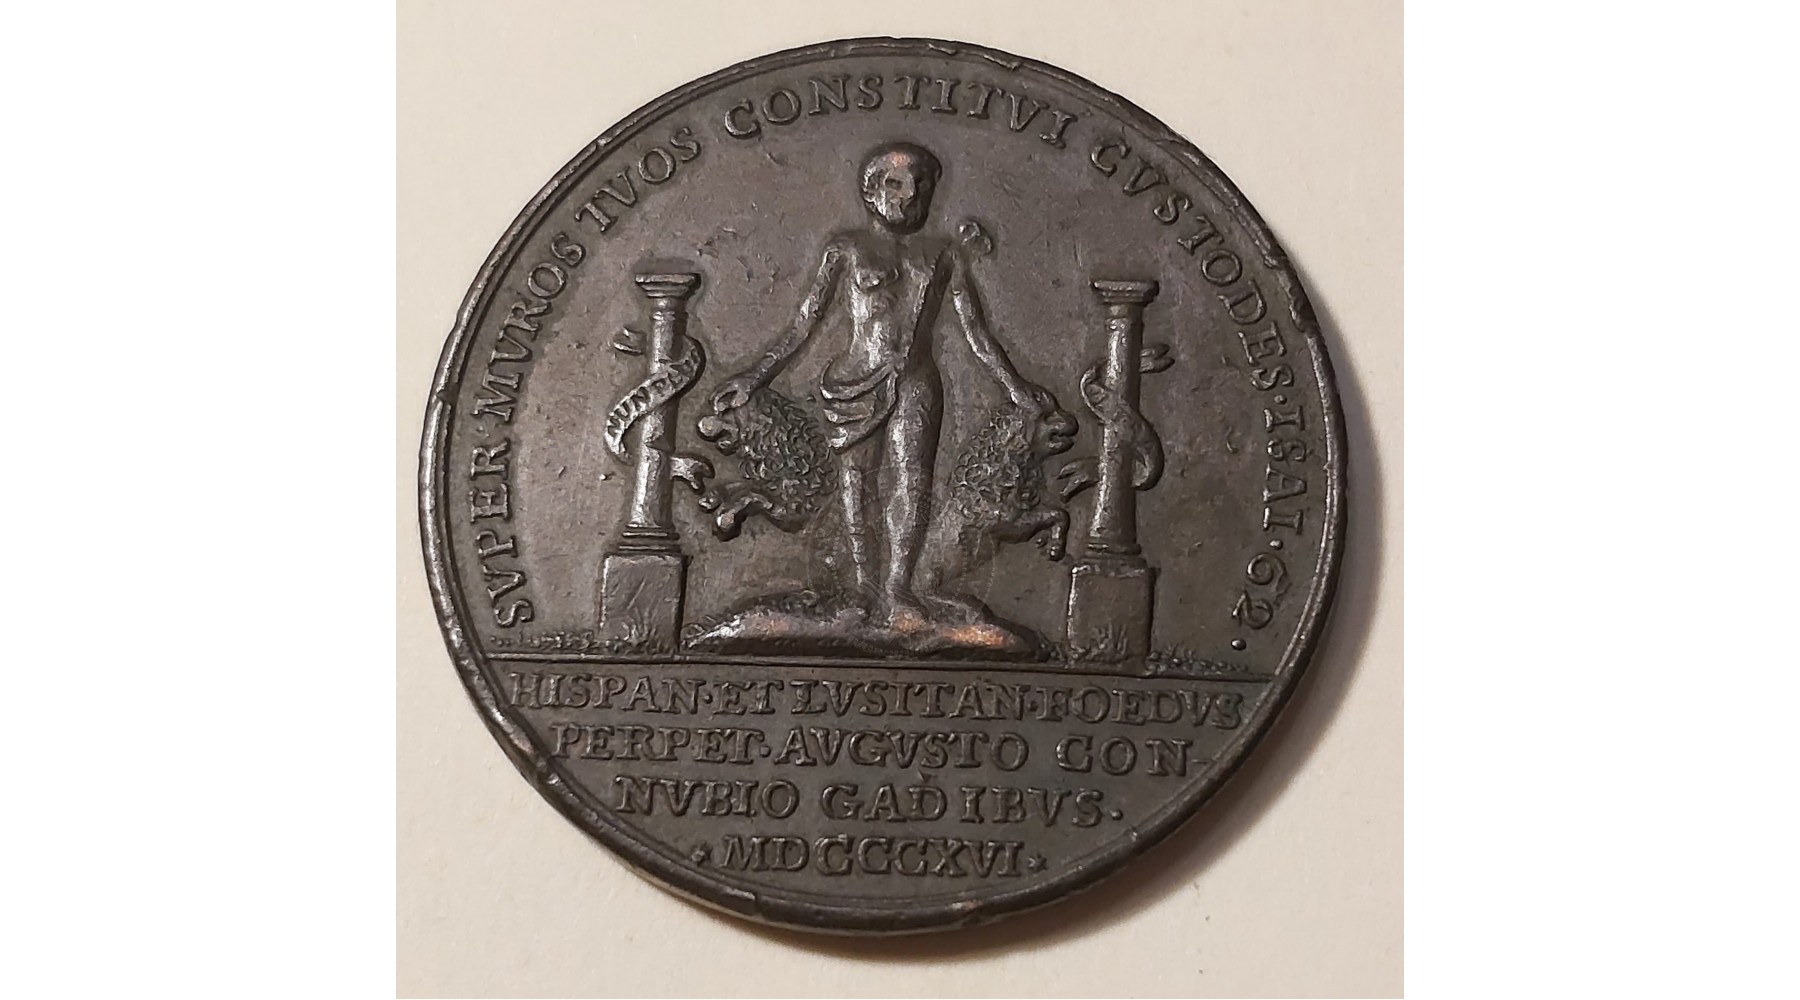 SVPER MVROS TVOS CONSTITVI CVSTODES·ISAI·62·
HISPAN·ET LVSITAN·FOEDVS
PERPET·AVGVSTO CON-
NVBIO GADIBVS·
*MDCCCXVI*